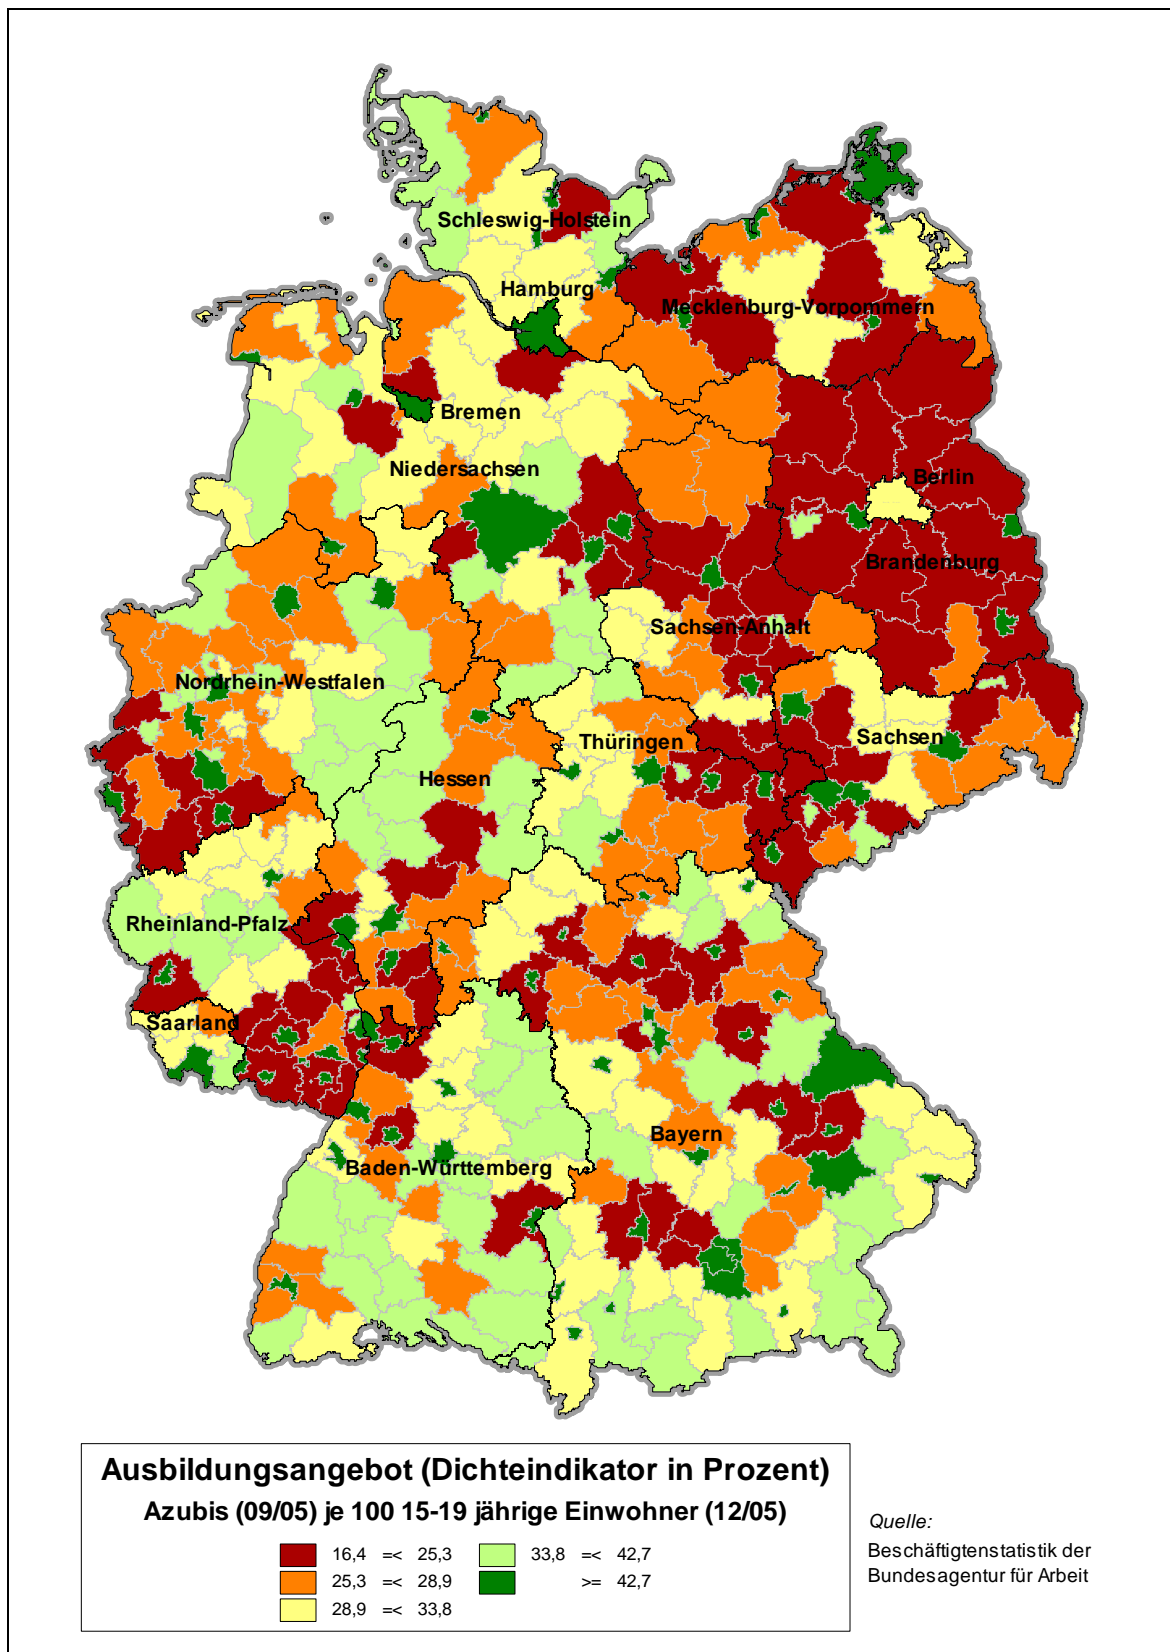 Schleswig-Holstein
Hamburg
Mecklenburg-Vorpommern
Bremen
Niedersachsen
Berlin
Brandenburg
Sachsen-Anhalt
Nordrhein-Westfalen
Thüringen
Sachsen
Hessen
Rheinland-Pfalz
Saarland
Bayern
Baden-Württemberg
Ausbildungsangebot (Dichteindikator in Prozent)
Azubis (09/05) je 100 15-19 jährige Einwohner (12/05)
16,4 =< 25,3
25,3 =< 28,9
28,9 =< 33,8
33,8 =< 42,7
>= 42,7
Quelle:
Beschäftigtenstatistik der
Bundesagentur für Arbeit